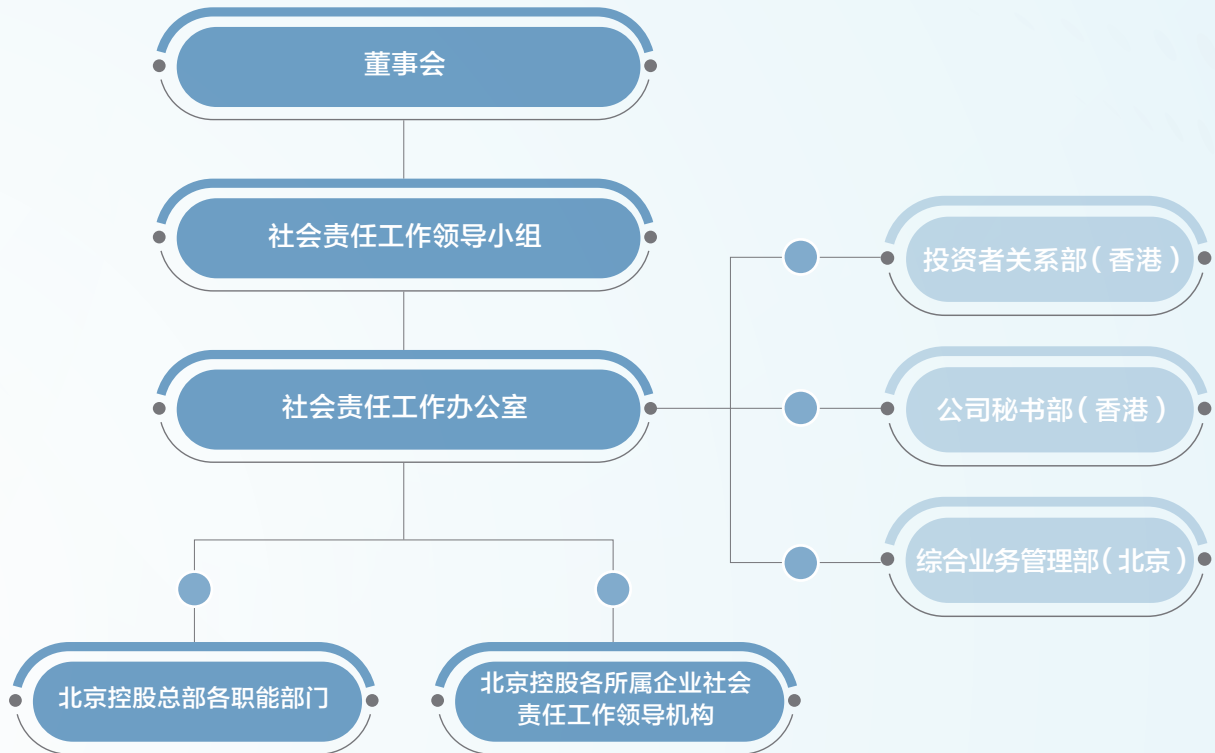 董事会
社会责任工作领导小组
投资者关系部（香港）
社会责任工作办公室
公司秘书部（香港）
综合业务管理部（北京）
北京控股总部各职能部门
北京控股各所属企业社会
责任工作领导机构